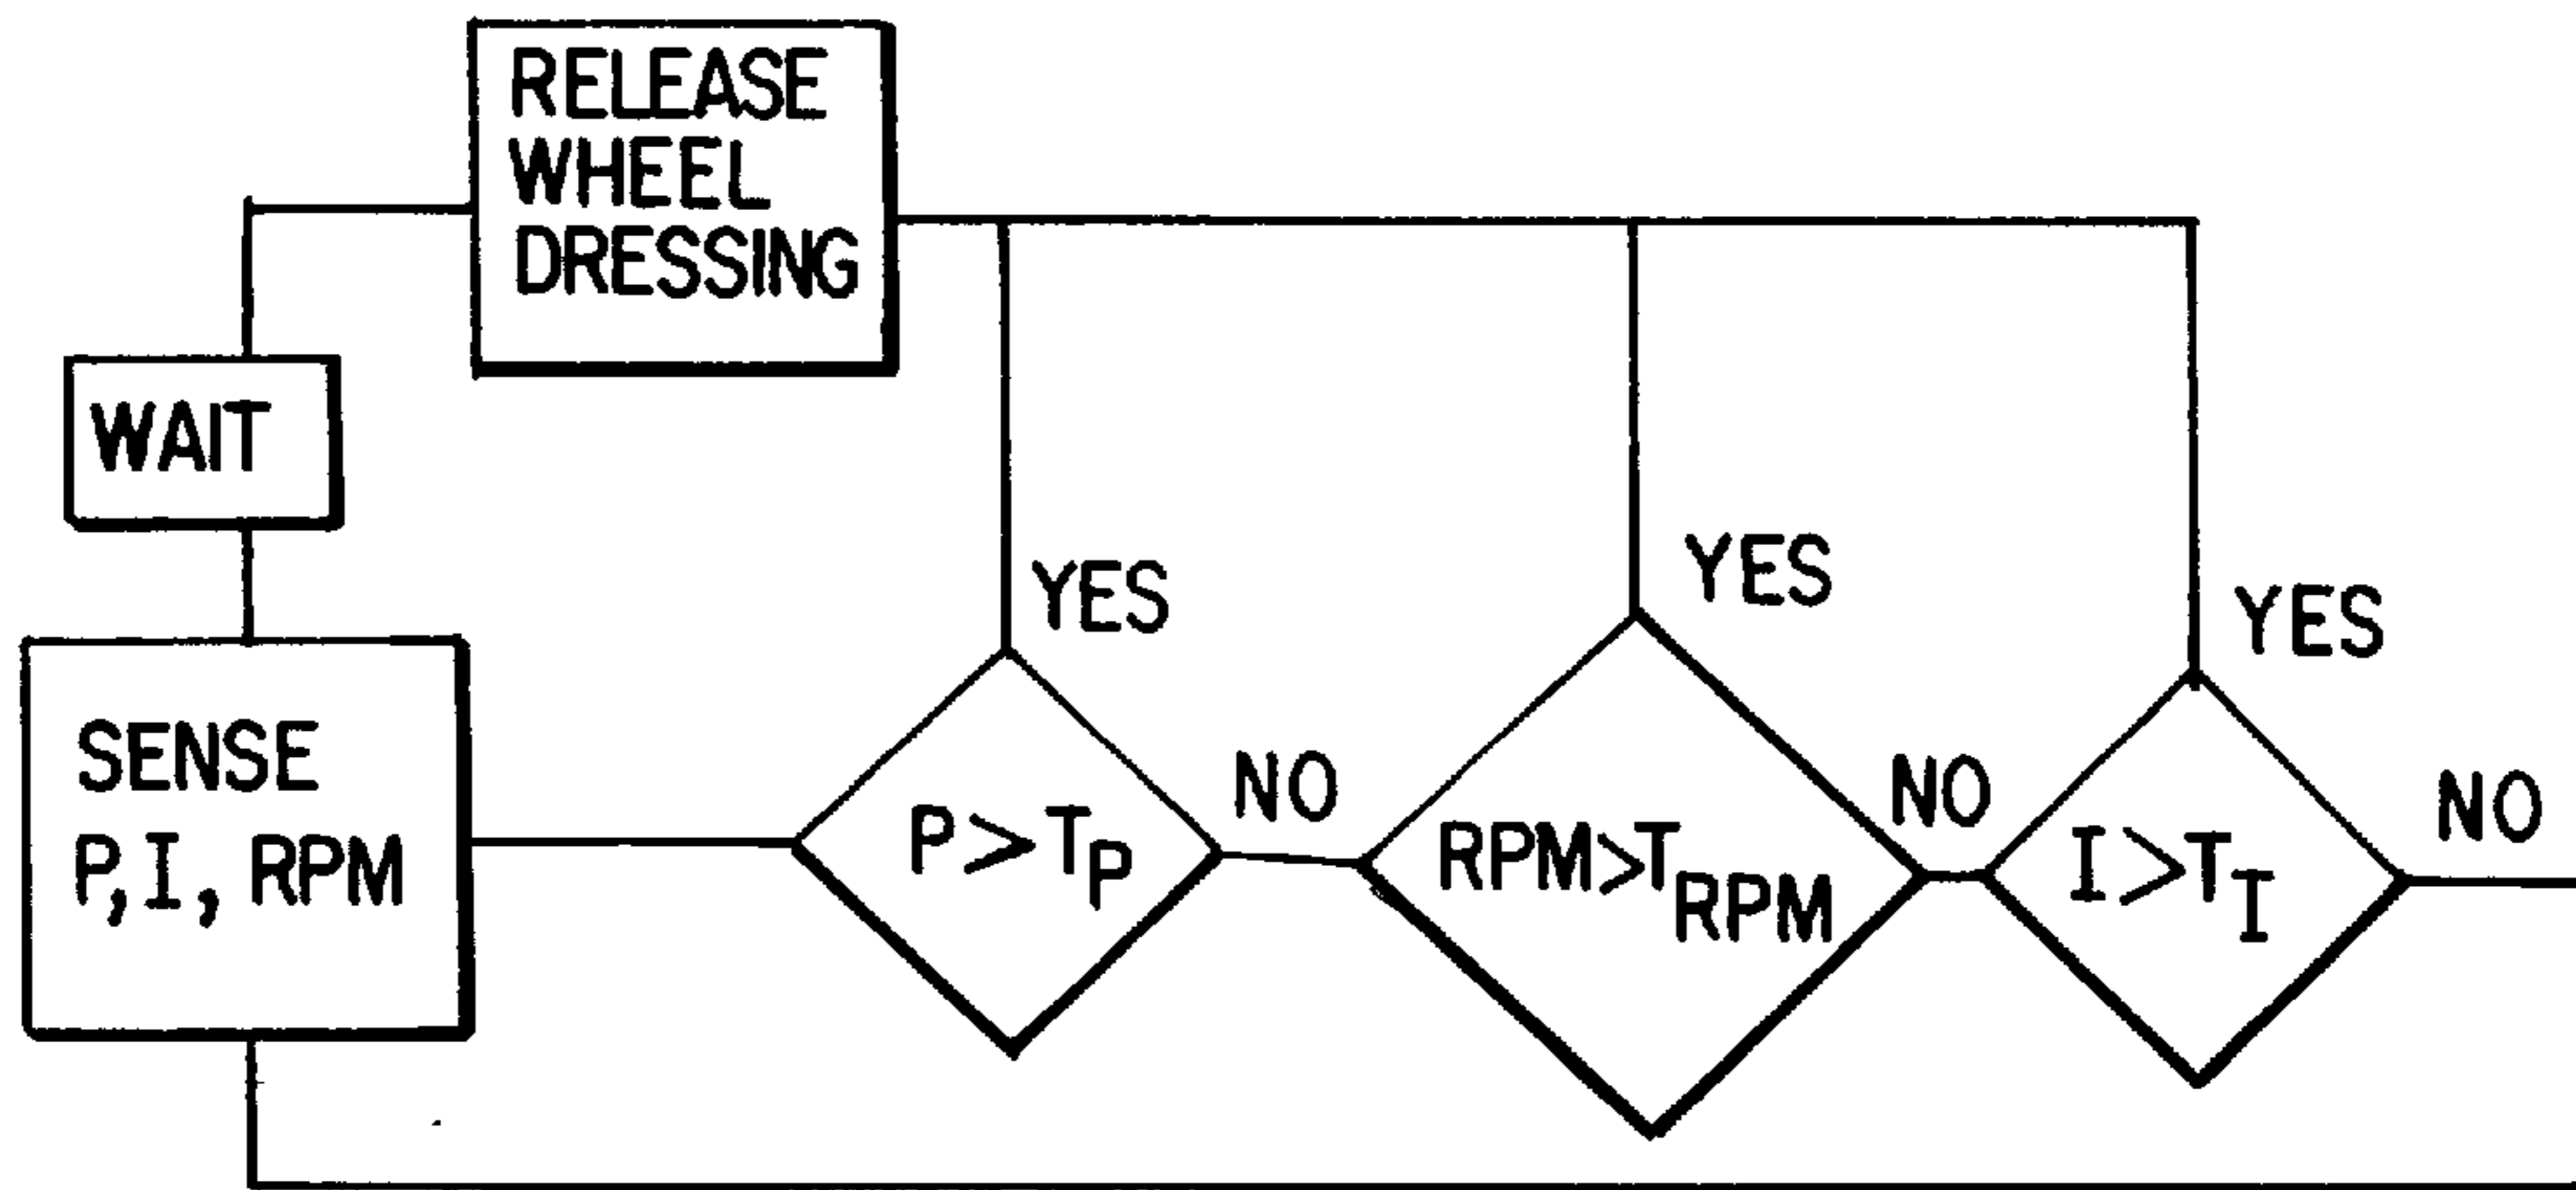 RELEASE
WHEEL
DRESSING
WAIT
SENSE
P, I, RPM
YES
P>TP
NO
YES
RPM>TRPM
NO
YES
I>TI
NO